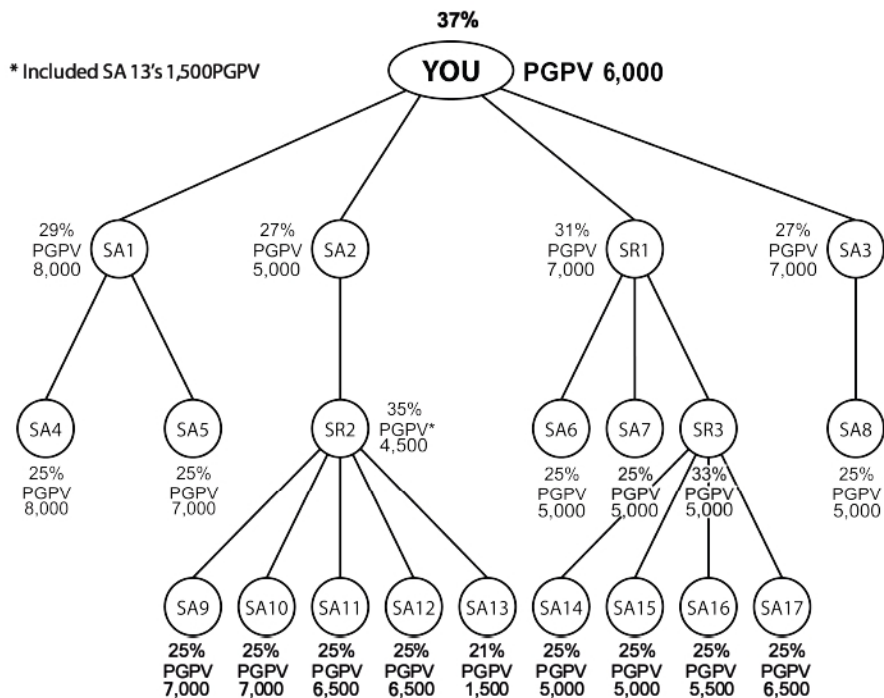 37%
* Included SA 13's 1,500PGPV
YOU PGPV 6,000
29%
PGPV
8,000
SA1
27%
PGPV
5,000
SA2
31%
PGPV
7,000
SR1
27%
PGPV
7,000
SA3
SA4
25%
PGPV
8,000
SA5
25%
PGPV
7,000
SR2
35%
PGPV*
4,500
SA6
25%
PGPV
5,000
SA7
25%
PGPV
5,000
SR3
33%
PGPV
5,000
SA8
25%
PGPV
5,000
SA9
25%
PGPV
7,000
SA10
25%
PGPV
7,000
SA11
25%
PGPV
6,500
SA12
25%
PGPV
6,500
SA13
21%
PGPV
1,500
SA14
25%
PGPV
5,000
SA15
25%
PGPV
5,000
SA16
25%
PGPV
5,500
SA17
25%
PGPV
6,500